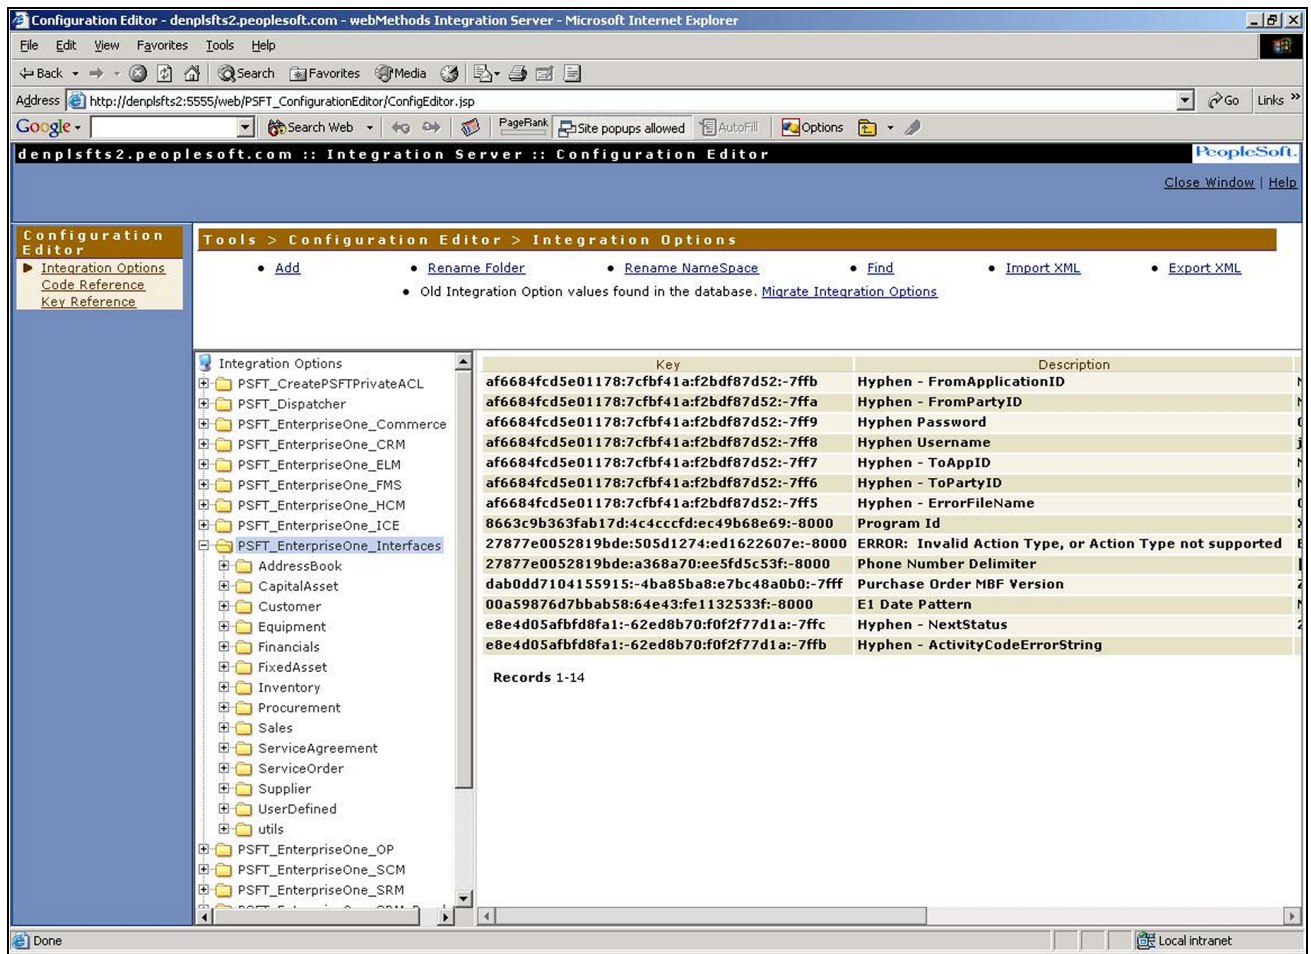 Configuration Editor - denplsfts2.peoplesoft.com - webMethods Integration Server - Microsoft Internet Explorer
File Edit View Favorites Tools Help
Back Search Favorites Media
Address http://denplsfts2:5555/web/PSFT_ConfigurationEditor/ConfigEditor.jsp Go Links »
Google Search Web PageRank Site popups allowed AutoFill Options
denplsfts2.peoplesoft.com :: Integration Server :: Configuration Editor PeopleSoft.
Close Window | Help
Configuration Editor
Integration Options
Code Reference
Key Reference
Tools > Configuration Editor > Integration Options
• Add • Rename Folder • Rename NameSpace • Find • Import XML • Export XML
• Old Integration Option values found in the database. Migrate Integration Options
Integration Options
PSFT_CreatePSFTPrivateACL
PSFT_Dispatcher
PSFT_EnterpriseOne_Commerce
PSFT_EnterpriseOne_CRM
PSFT_EnterpriseOne_ELM
PSFT_EnterpriseOne_FMS
PSFT_EnterpriseOne_HCM
PSFT_EnterpriseOne_ICE
PSFT_EnterpriseOne_Interfaces
AddressBook
CapitalAsset
Customer
Equipment
Financials
FixedAsset
Inventory
Procurement
Sales
ServiceAgreement
ServiceOrder
Supplier
UserDefined
utils
PSFT_EnterpriseOne_OP
PSFT_EnterpriseOne_SCM
PSFT_EnterpriseOne_SRM
Key Description
af6684fcd5e01178:7cfbf41a:f2bdf87d52:-7ffb Hyphen - FromApplicationID
af6684fcd5e01178:7cfbf41a:f2bdf87d52:-7ffa Hyphen - FromPartyID
af6684fcd5e01178:7cfbf41a:f2bdf87d52:-7ff9 Hyphen Password
af6684fcd5e01178:7cfbf41a:f2bdf87d52:-7ff8 Hyphen Username
af6684fcd5e01178:7cfbf41a:f2bdf87d52:-7ff7 Hyphen - ToAppID
af6684fcd5e01178:7cfbf41a:f2bdf87d52:-7ff6 Hyphen - ToPartyID
af6684fcd5e01178:7cfbf41a:f2bdf87d52:-7ff5 Hyphen - ErrorFileName
8663c9b363fab17d:4c4cccfd:ec49b68e69:-8000 Program Id
27877e0052819bde:505d1274:ed1622607e:-8000 ERROR: Invalid Action Type, or Action Type not supported
27877e0052819bde:a368a70:ee5fd5c53f:-8000 Phone Number Delimiter
dab0dd7104155915:-4ba85ba8:e7bc48a0b0:-7fff Purchase Order MBF Version
00a59876d7bbab58:64e43:fe1132533f:-8000 E1 Date Pattern
e8e4d05afbfd8fa1:-62ed8b70:f0f2f77d1a:-7ffc Hyphen - NextStatus
e8e4d05afbfd8fa1:-62ed8b70:f0f2f77d1a:-7ffb Hyphen - ActivityCodeErrorString
Records 1-14
Done Local intranet